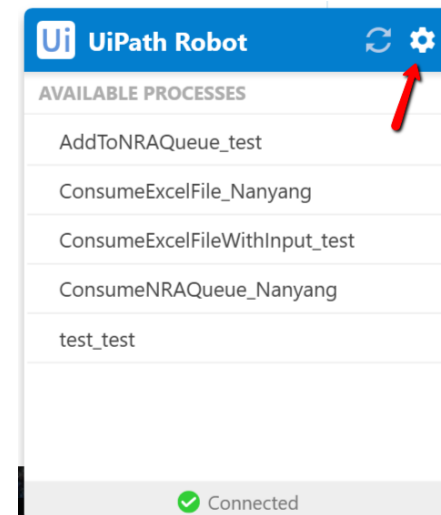 Ui UiPath Robot
AVAILABLE PROCESSES
AddToNRAQueue_test
ConsumeExcelFile_Nanyang
ConsumeExcelFileWithInput_test
ConsumeNRAQueue_Nanyang
test_test
Connected